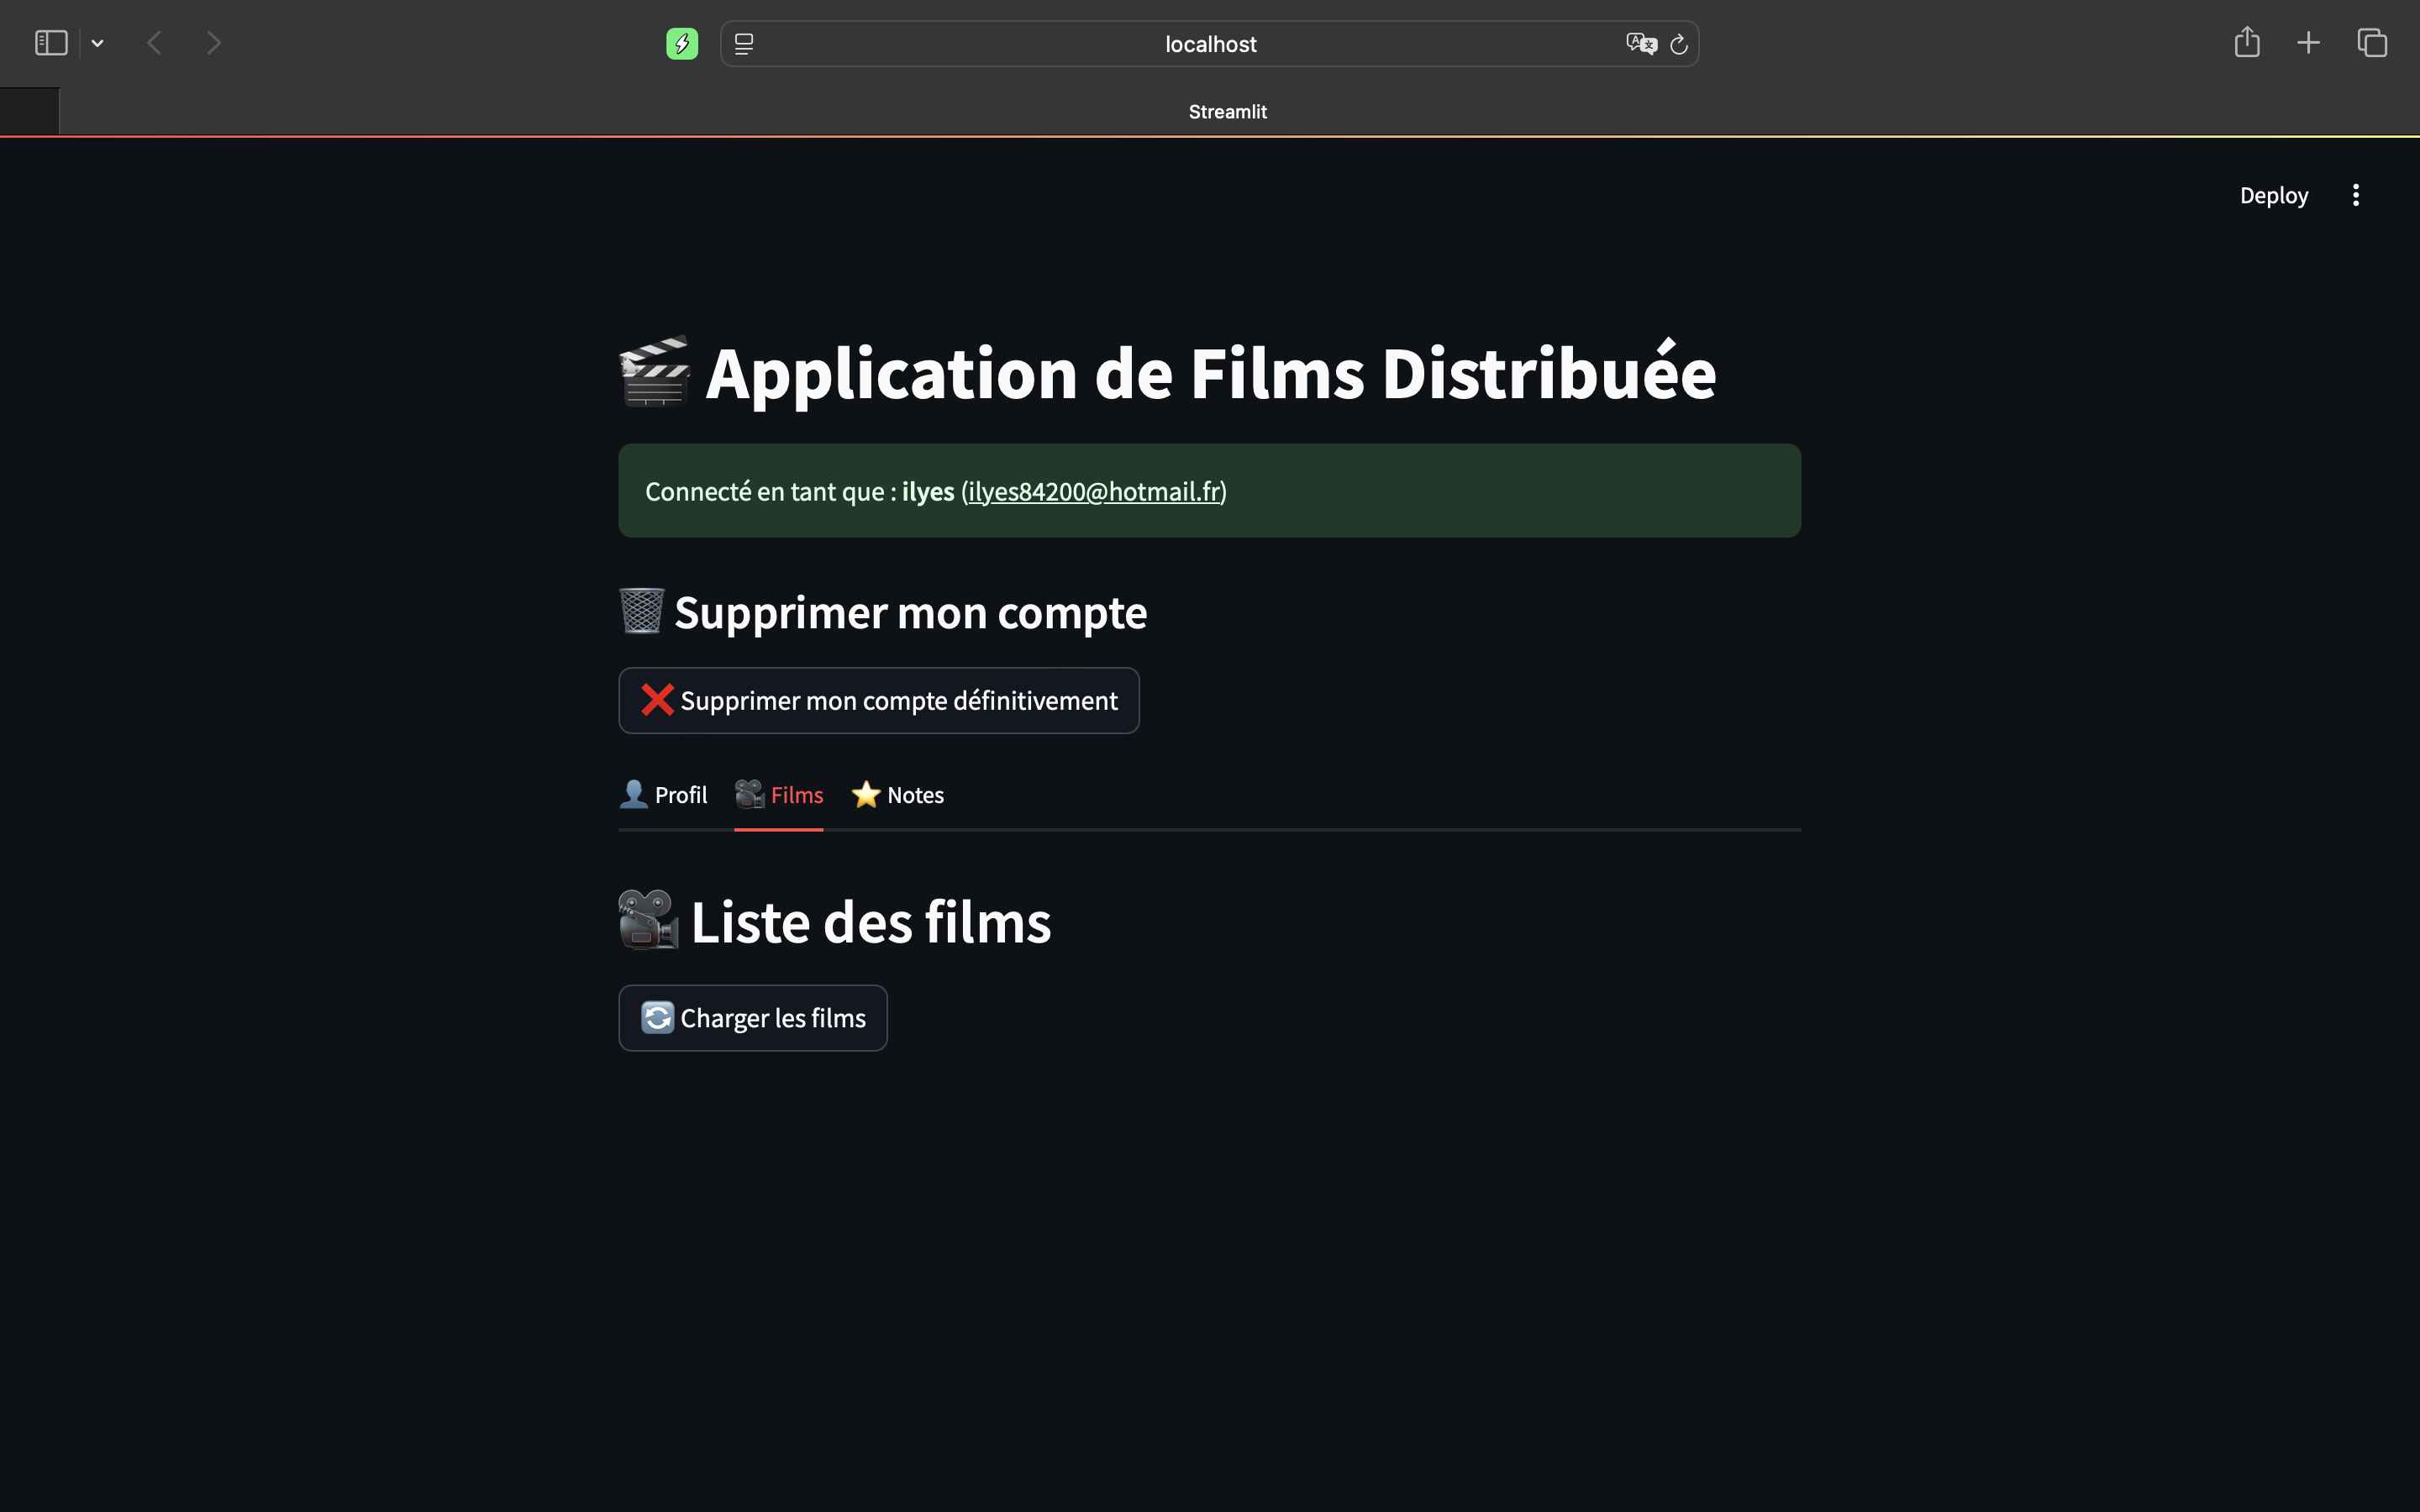 localhost
Streamlit
Deploy
Application de Films Distribuée
Connecté en tant que : ilyes (ilyes84200@hotmail.fr)
Supprimer mon compte
Supprimer mon compte définitivement
Profil Films Notes
Liste des films
Charger les films